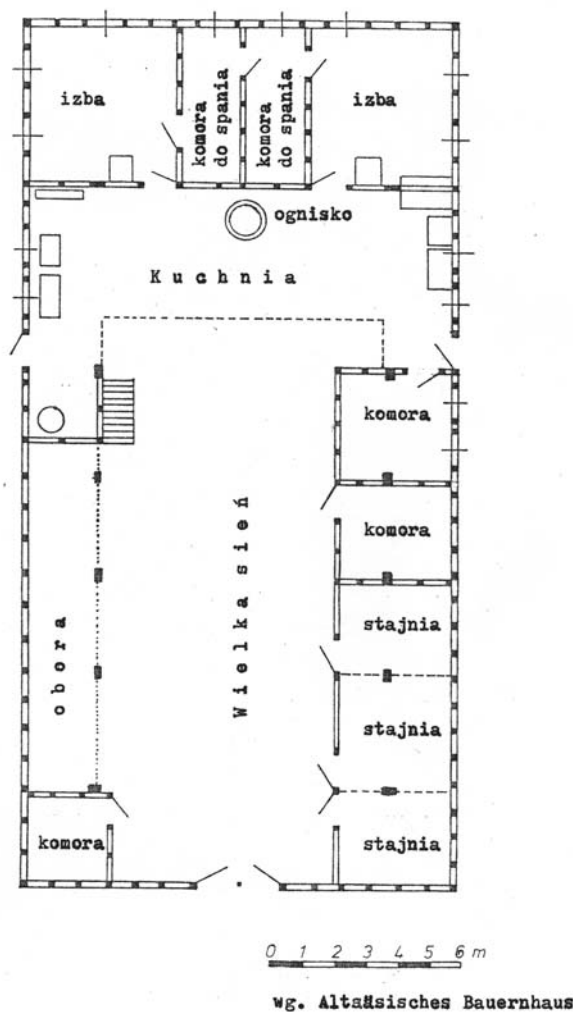 izba
komora
do spania
komora
do spania
izba
ognisko
Kuchnia
komora
komora
Wielka sień
obora
stajnia
stajnia
komora
stajnia
0 1 2 3 4 5 6 m
wg. Altsäsisches Bauernhaus